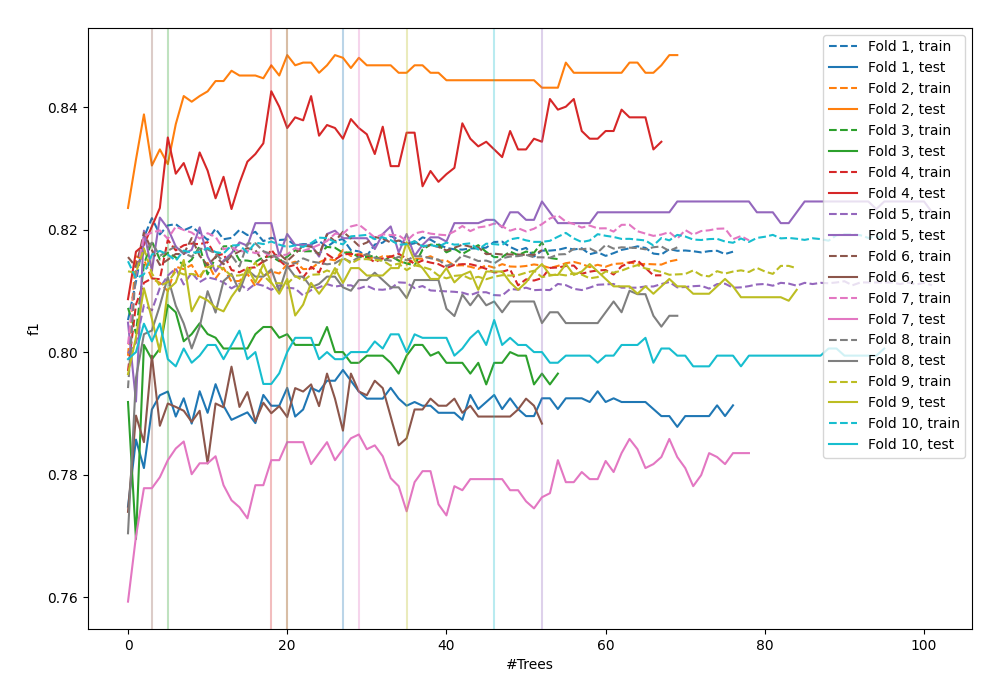 0.84
0.82
0.80
0.78
0.76
f1
0
20
40
60
80
100
#Trees
Fold 1, train
Fold 1, test
Fold 2, train
Fold 2, test
Fold 3, train
Fold 3, test
Fold 4, train
Fold 4, test
Fold 5, train
Fold 5, test
Fold 6, train
Fold 6, test
Fold 7, train
Fold 7, test
Fold 8, train
Fold 8, test
Fold 9, train
Fold 9, test
Fold 10, train
Fold 10, test